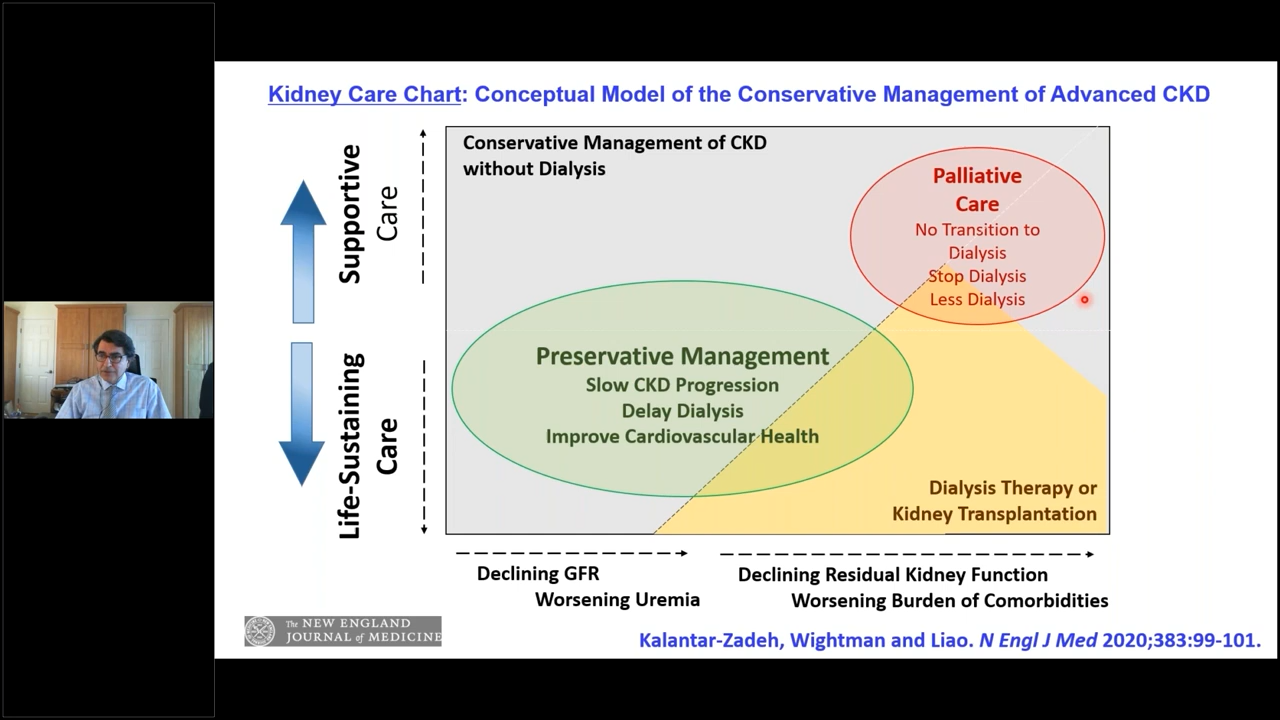 Kidney Care Chart: Conceptual Model of the Conservative Management of Advanced CKD
Supportive
Care
Life-Sustaining
Care
Conservative Management of CKD
without Dialysis
Palliative
Care
No Transition to
Dialysis
Stop Dialysis
Less Dialysis
Preservative Management
Slow CKD Progression
Delay Dialysis
Improve Cardiovascular Health
Dialysis Therapy or
Kidney Transplantation
Declining GFR
Worsening Uremia
Declining Residual Kidney Function
Worsening Burden of Comorbidities
The NEW ENGLAND
JOURNAL of MEDICINE
Kalantar-Zadeh, Wightman and Liao. N Engl J Med 2020;383:99-101.